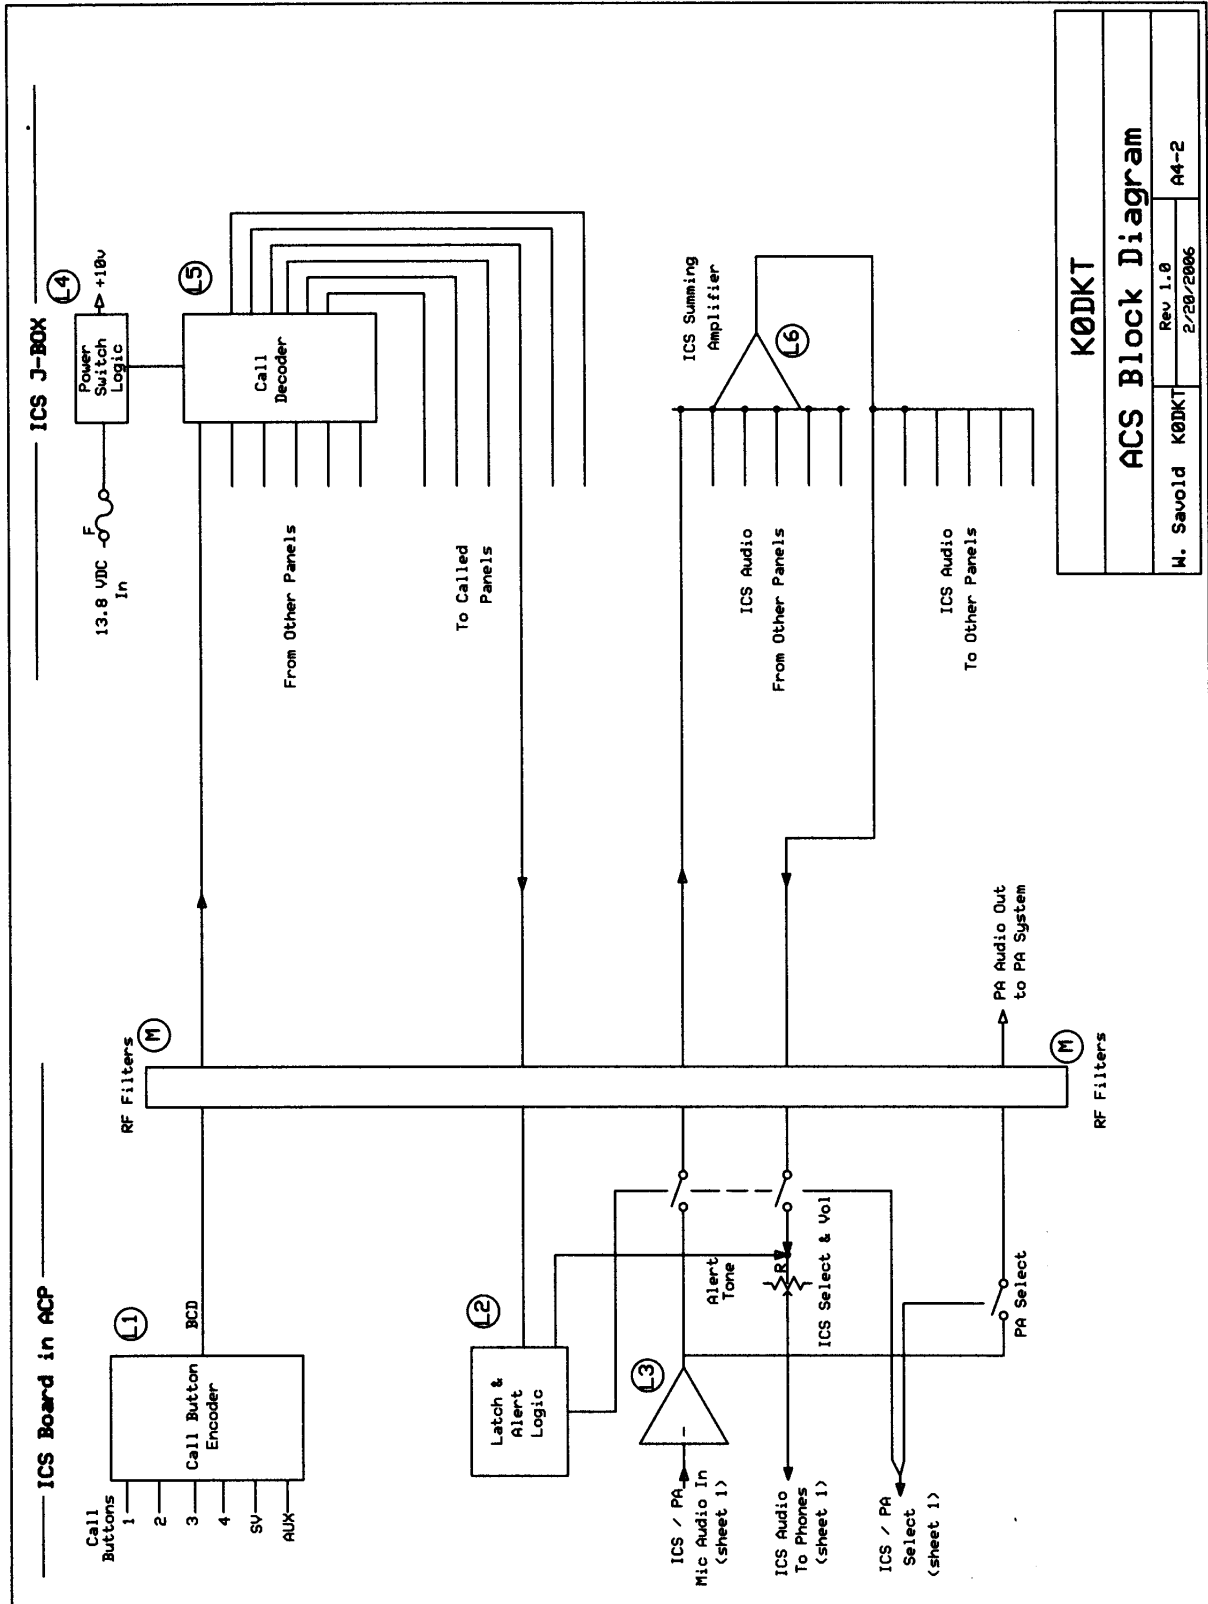 ICS Board in ACP
ICS J-BOX
Call
Buttons
1
2
3
4
SV
AUX
Call Button
Encoder
L1
BCD
RF Filters
M
13.8 VDC
In
F
Power
Switch
Logic
L4
+10v
Call
Decoder
L5
From Other Panels
To Called
Panels
Latch &
Alert
Logic
L2
Alert
Tone
L3
ICS / PA
Mic Audio In
(sheet 1)
R
ICS Audio
To Phones
(sheet 1)
ICS Select & Vol
ICS / PA
Select
(sheet 1)
PA Select
PA Audio Out
to PA System
M
RF Filters
ICS Summing
Amplifier
L6
ICS Audio
From Other Panels
ICS Audio
To Other Panels
KØDKT
ACS Block Diagram
W. Savold KØDKT
Rev 1.0
2/20/2006
A4-2